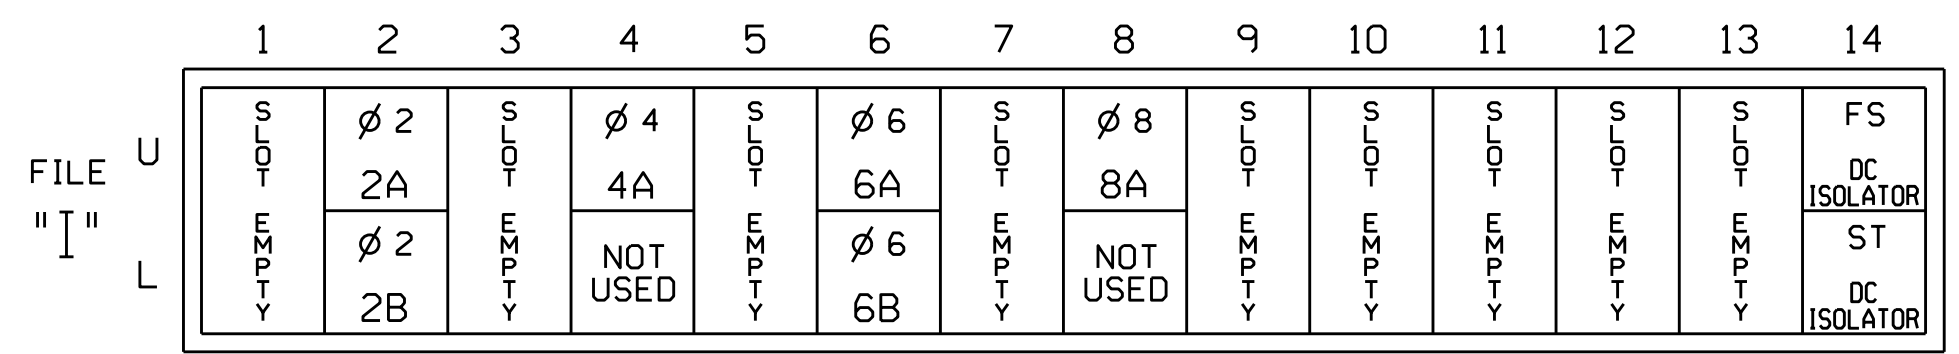 1 2 3 4 5 6 7 8 9 10 11 12 13 14
FILE
"I"
U
L
SLOT EMPTY
Ø 2
2A
Ø 2
2B
SLOT EMPTY
Ø 4
4A
NOT
USED
SLOT EMPTY
Ø 6
6A
Ø 6
6B
SLOT EMPTY
Ø 8
8A
NOT
USED
SLOT EMPTY
SLOT EMPTY
SLOT EMPTY
SLOT EMPTY
SLOT EMPTY
FS
DC
ISOLATOR
ST
DC
ISOLATOR